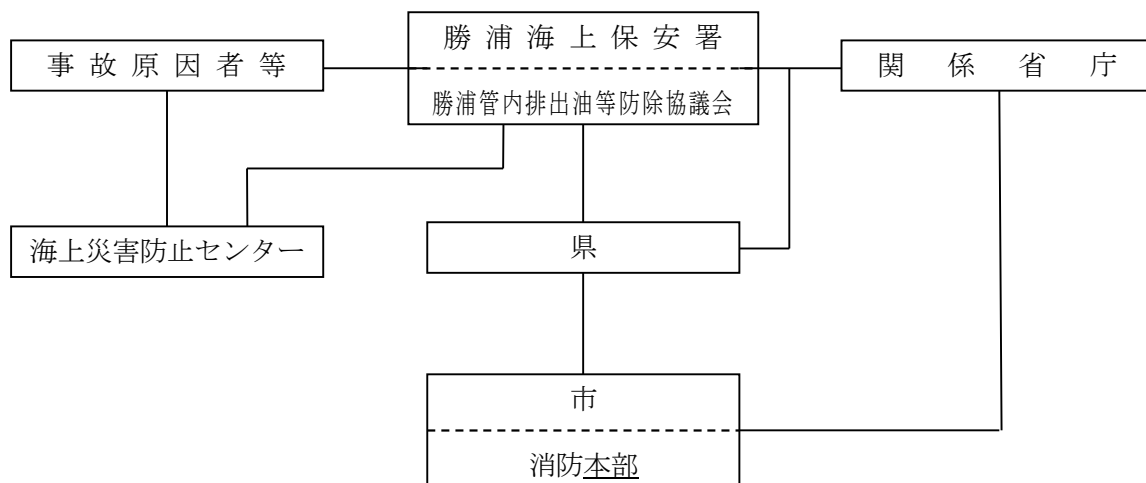 勝浦海上保安署
事故原因者等
関係省庁
勝浦管内排出油等防除協議会
海上災害防止センター
県
市
消防本部